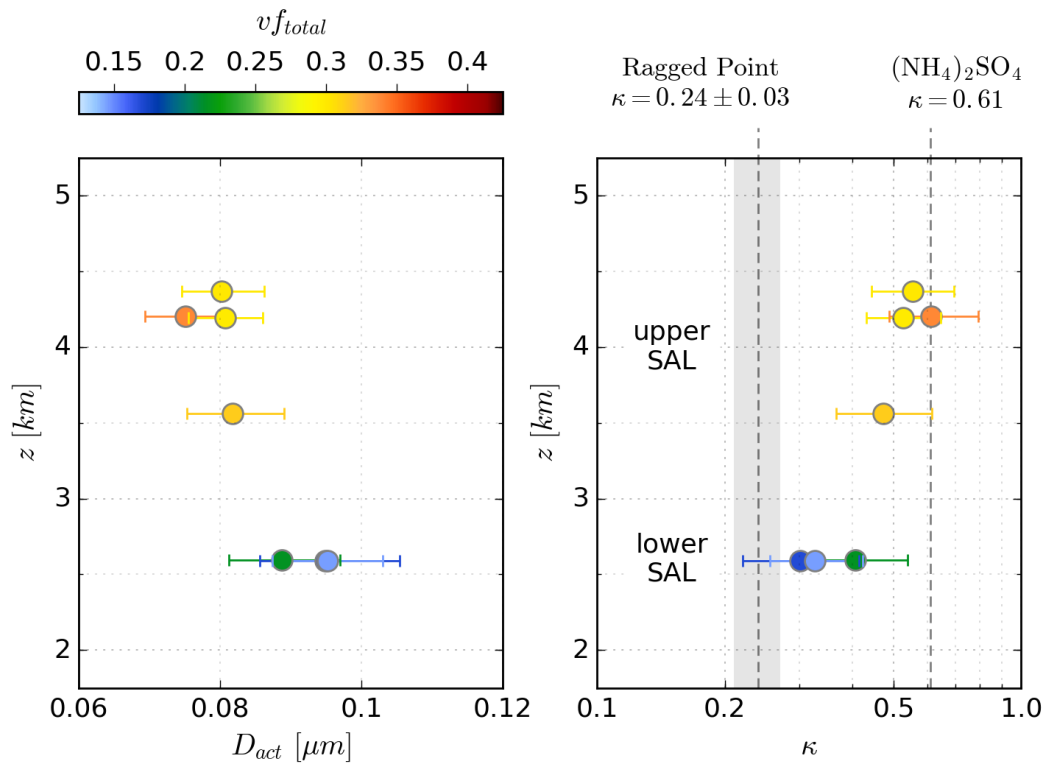 vf_total
0.15 0.2 0.25 0.3 0.35 0.4
Ragged Point
κ = 0.24 ± 0.03
(NH₄)₂SO₄
κ = 0.61
5
4
3
2
z [km]
0.06 0.08 0.1 0.12
D_act [μm]
5
4
3
2
z [km]
upper
SAL
lower
SAL
0.1 0.2 0.5 1.0
κ